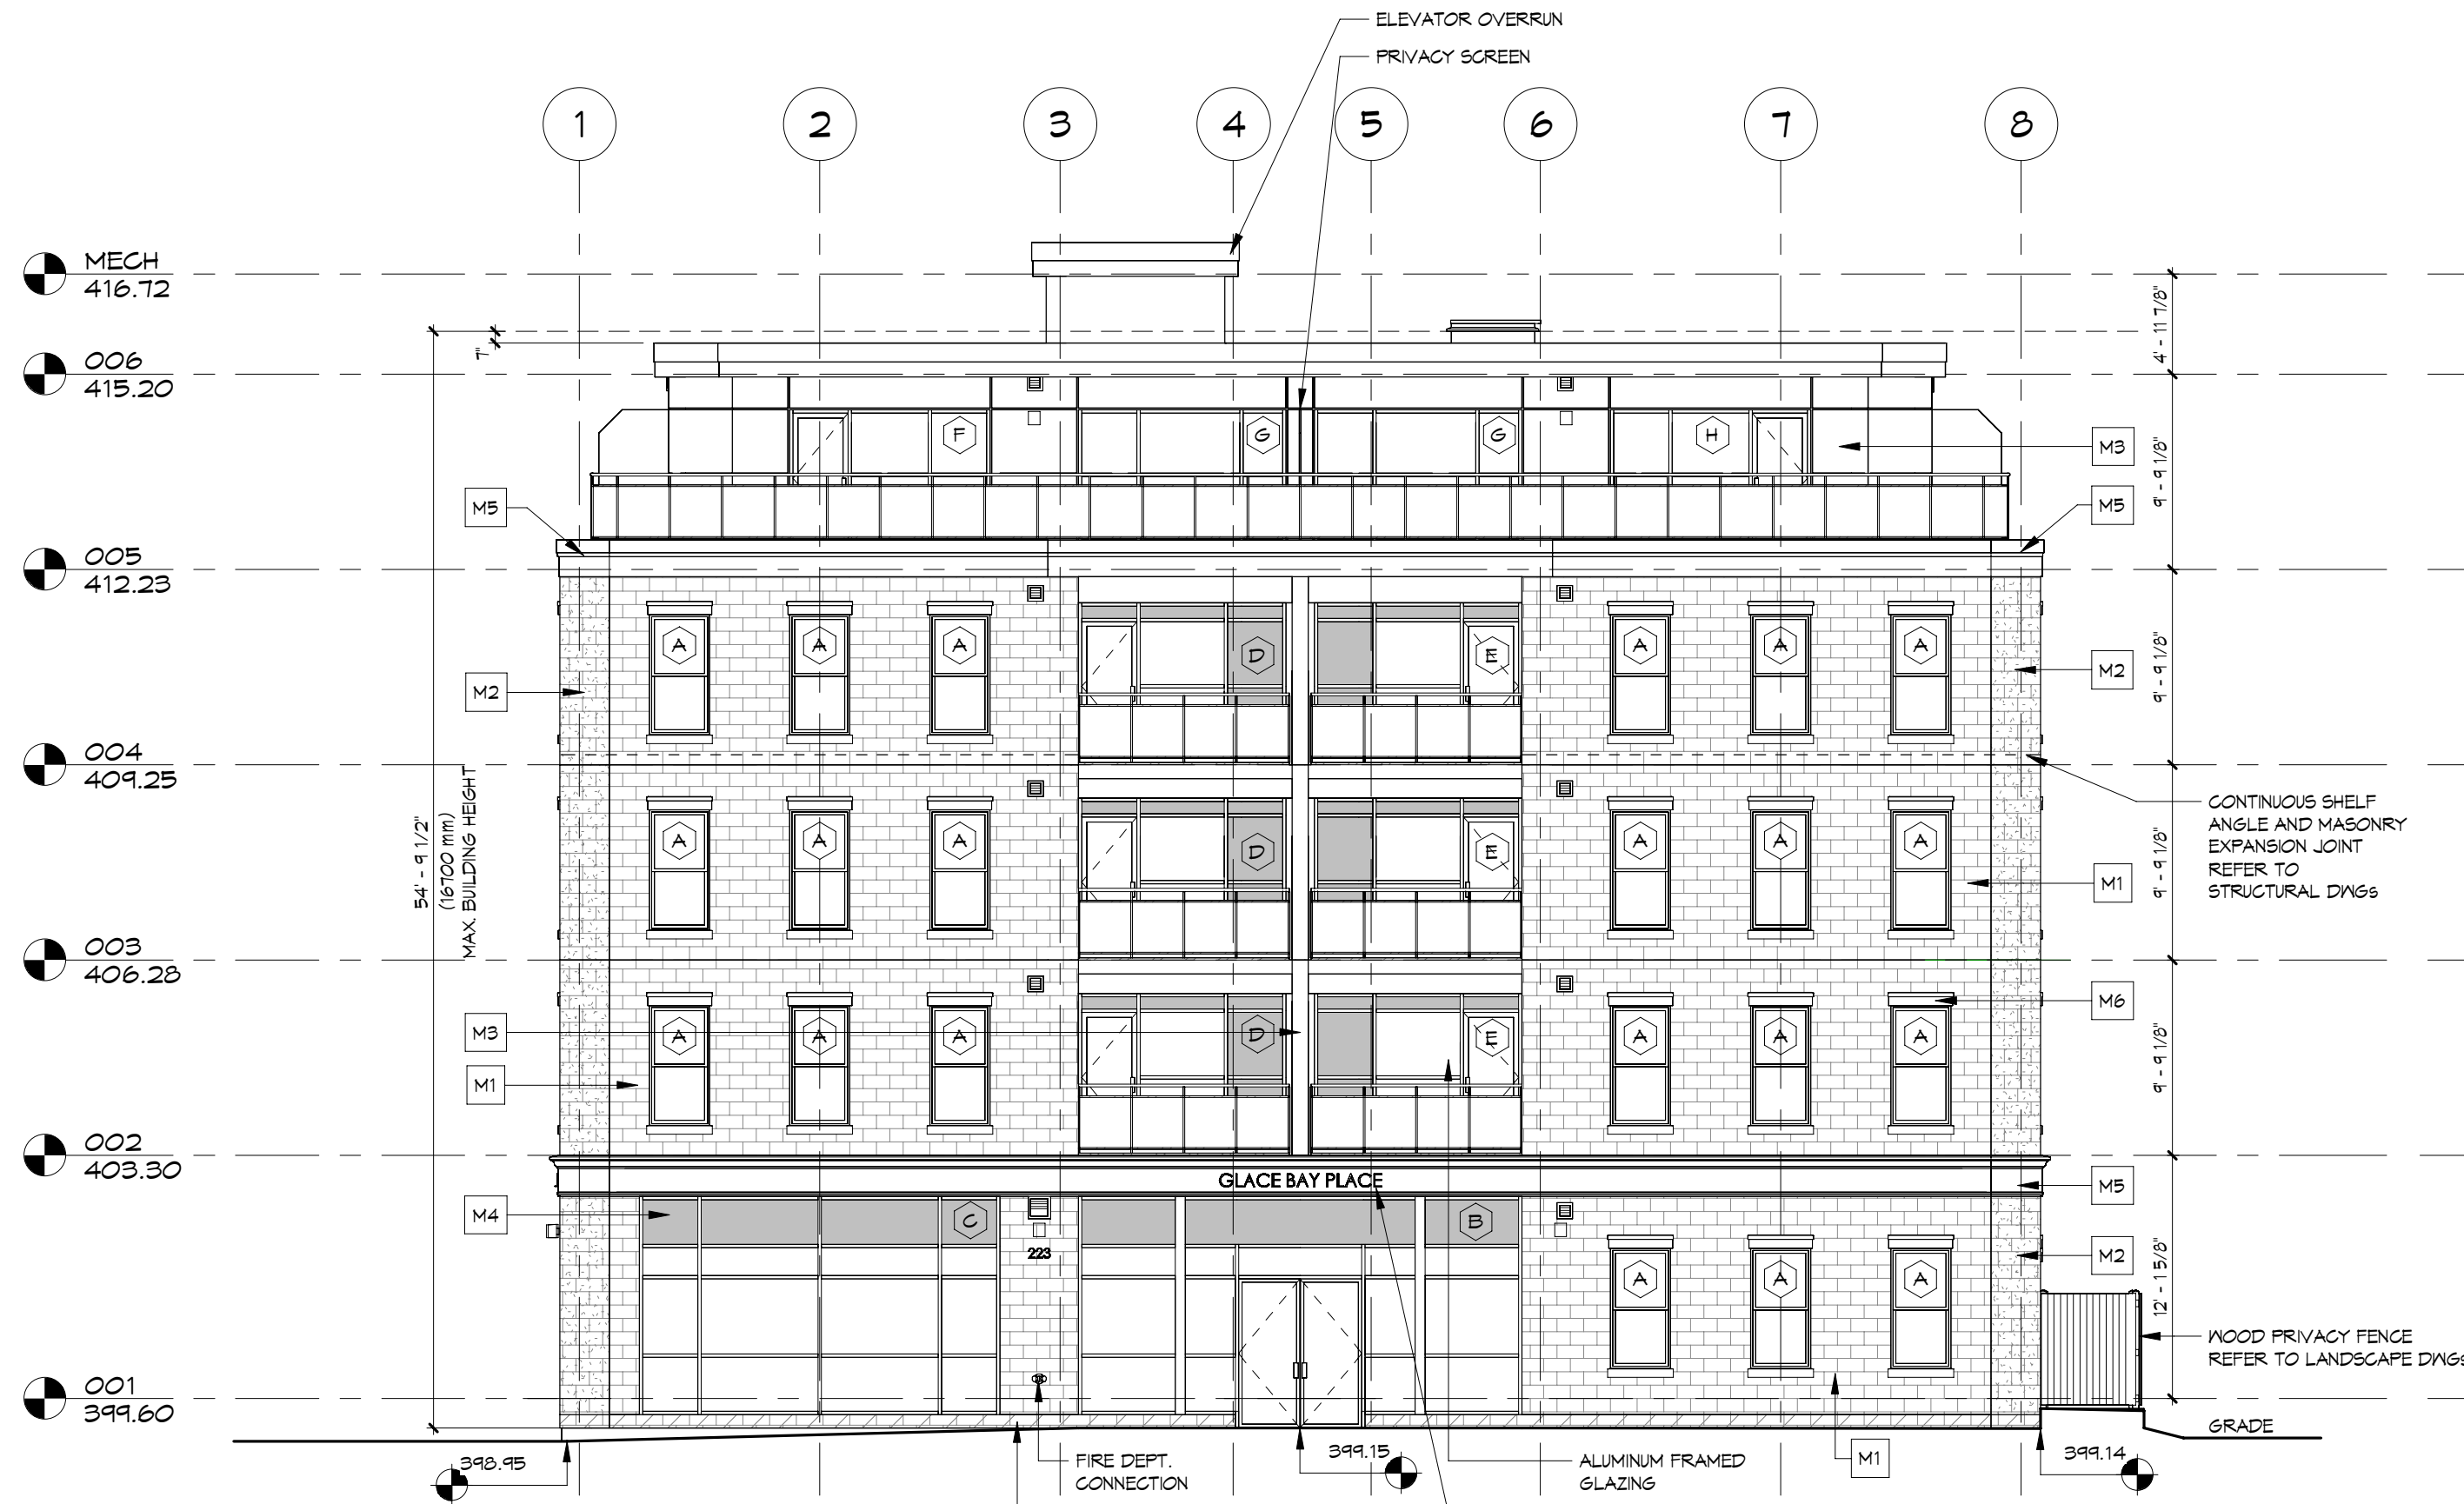 ELEVATOR OVERRUN
PRIVACY SCREEN
1 2 3 4 5 6 7 8
MECH
416.72
4' - 11 7/8"
7"
006
415.20
F G G H
M3
9' - 9 1/8"
M5
M5
005
412.23
A A A D E A A A
M2
M2
9' - 9 1/8"
004
409.25
54' - 9 1/2"
(16700 mm)
MAX. BUILDING HEIGHT
CONTINUOUS SHELF
ANGLE AND MASONRY
EXPANSION JOINT
REFER TO
STRUCTURAL DWGS
A A A D E A A A
M1
9' - 9 1/8"
003
406.28
M6
A A A D E A A A
M3
M1
9' - 9 1/8"
002
403.30
GLACE BAY PLACE
M5
M4
C
B
223
M2
A A A
12' - 1 5/8"
WOOD PRIVACY FENCE
REFER TO LANDSCAPE DWGS
001
399.60
GRADE
398.95
FIRE DEPT.
CONNECTION
399.15
ALUMINUM FRAMED
GLAZING
M1
399.14